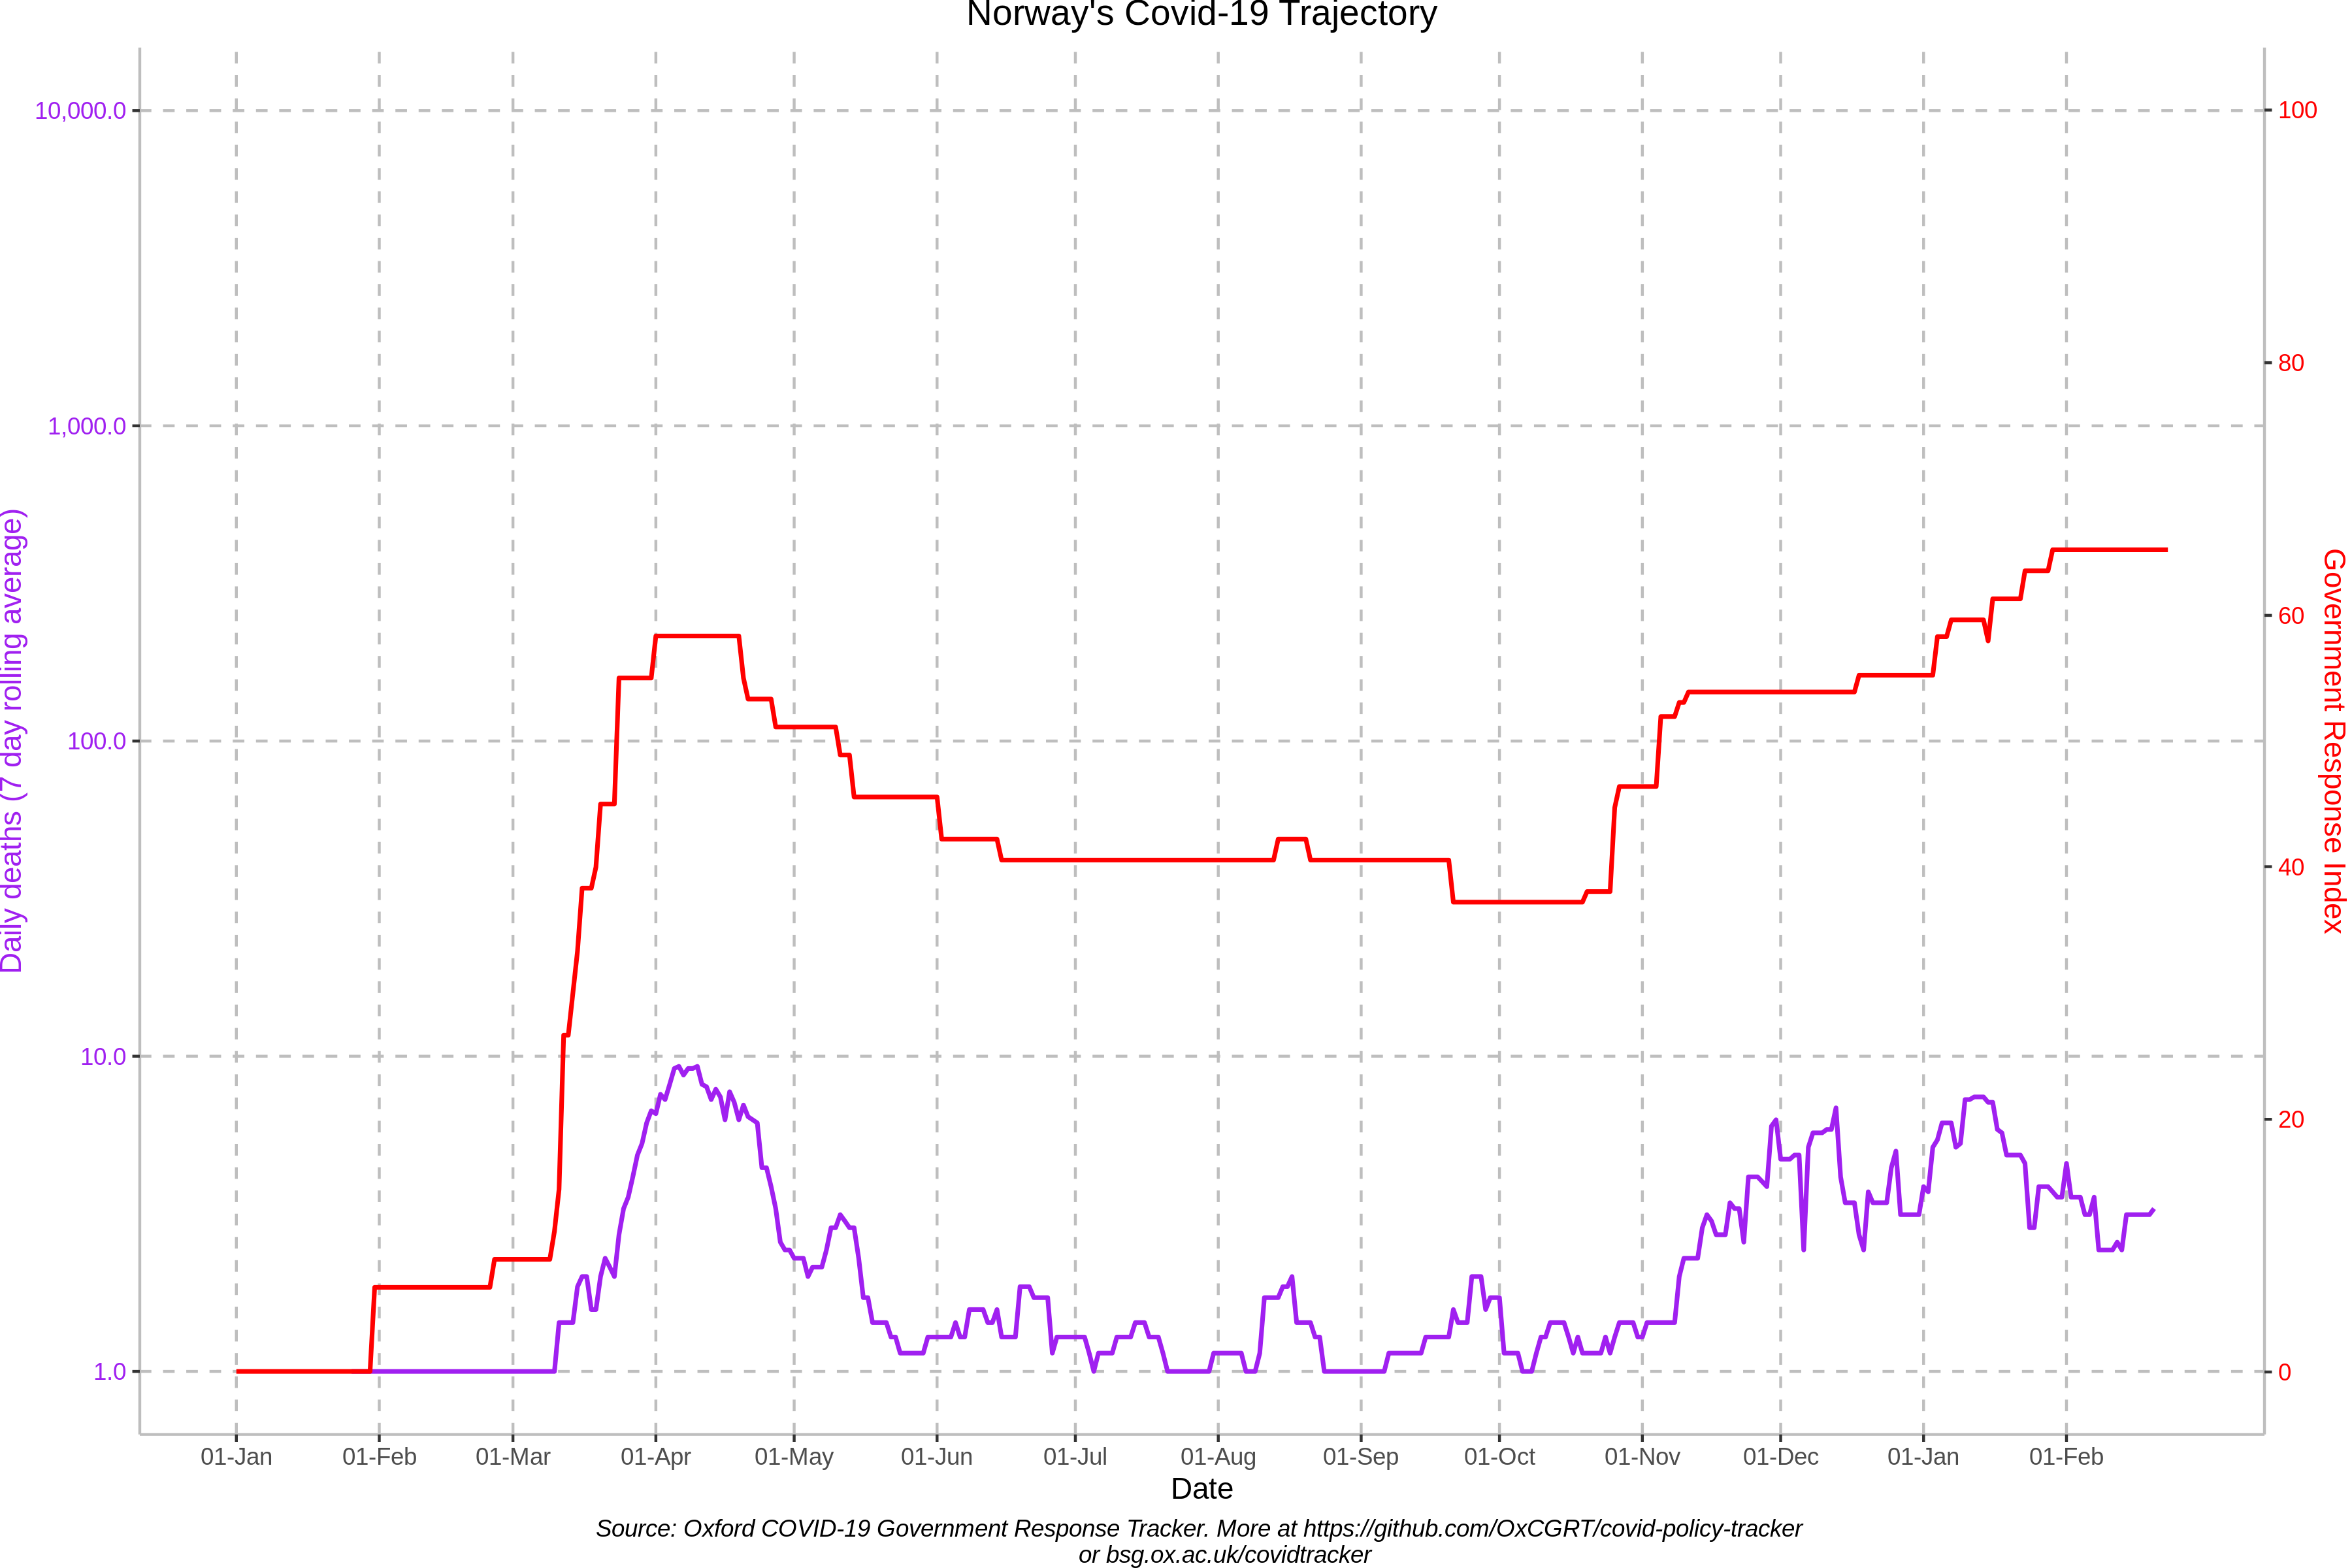 Norway's Covid-19 Trajectory
Daily deaths (7 day rolling average)
10,000.0
1,000.0
100.0
10.0
1.0
100
80
60
40
20
0
Government Response Index
01-Jan 01-Feb 01-Mar 01-Apr 01-May 01-Jun 01-Jul 01-Aug 01-Sep 01-Oct 01-Nov 01-Dec 01-Jan 01-Feb
Date
Source: Oxford COVID-19 Government Response Tracker. More at https://github.com/OxCGRT/covid-policy-tracker
or bsg.ox.ac.uk/covidtracker